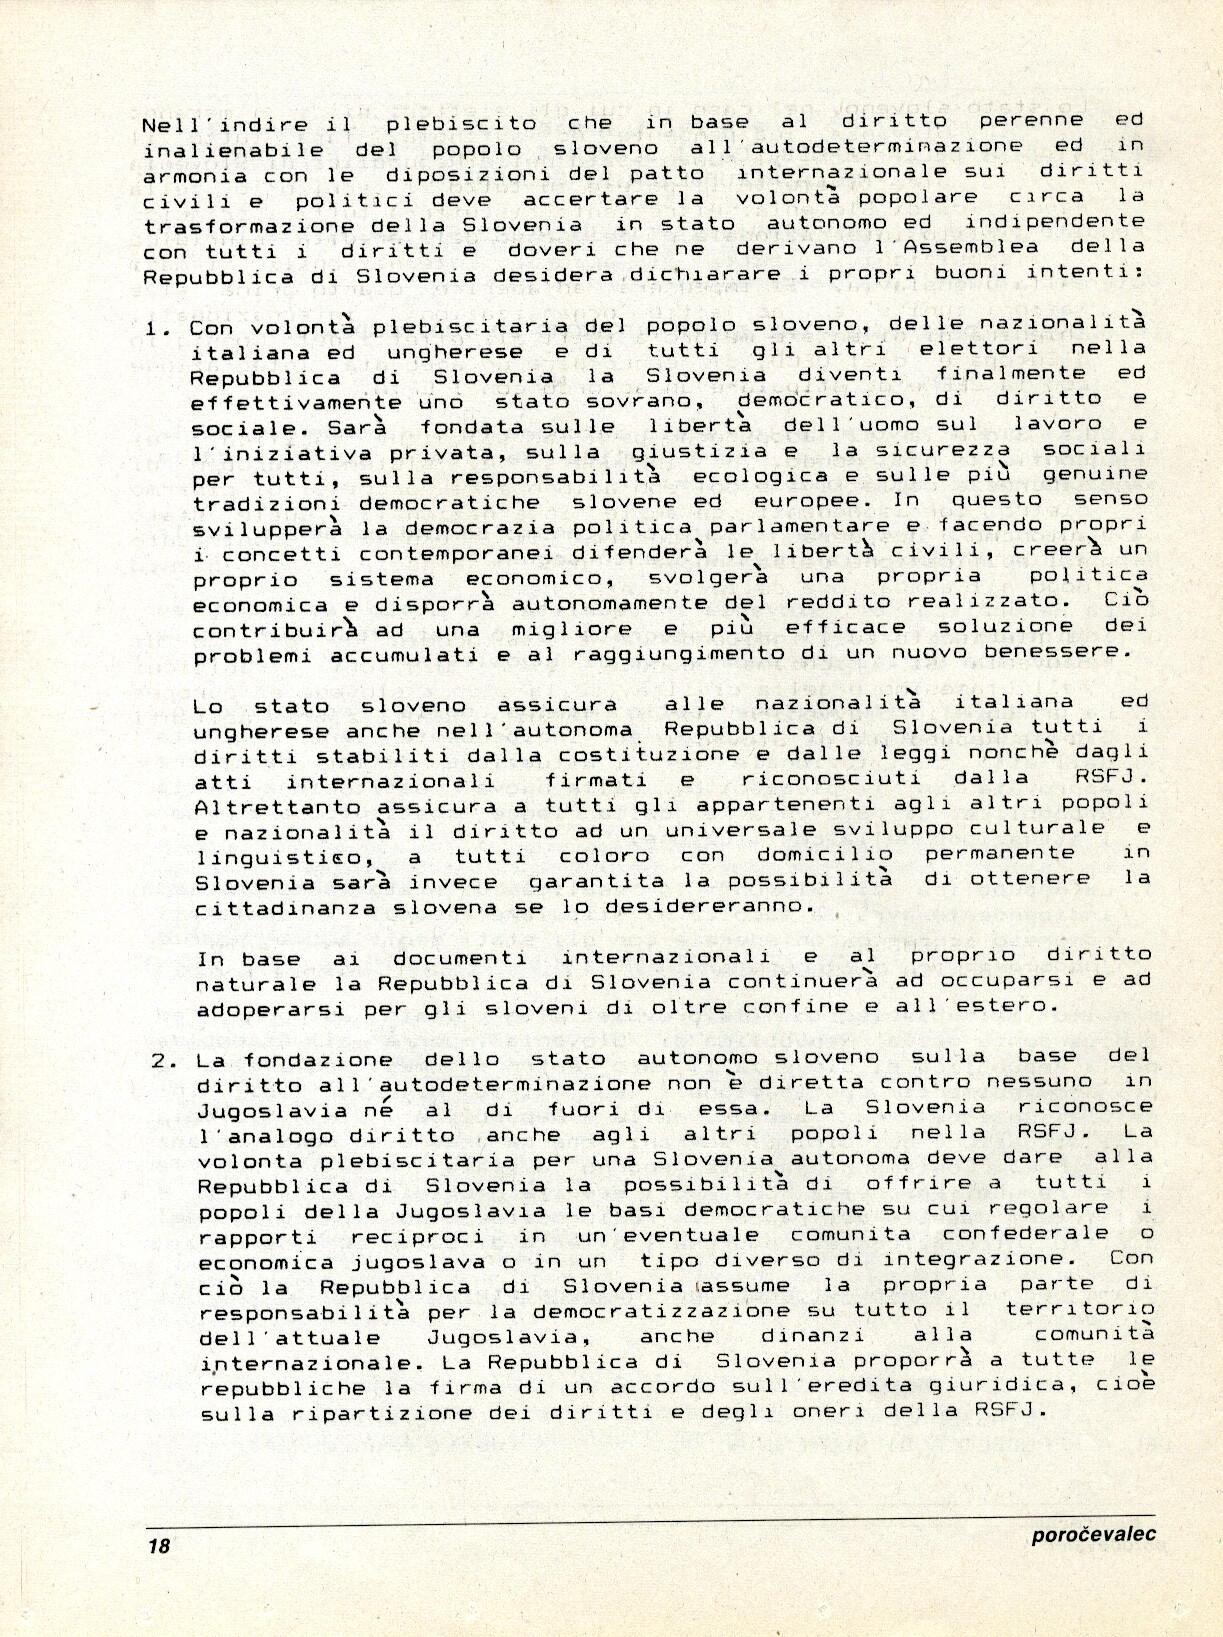 Nell'indire il plebiscito che in base al diritto perenne ed
inalienabile del popolo sloveno all'autodeterminazione ed in
armonia con le diposizioni del patto internazionale sui diritti
civili e politici deve accertare la volontà popolare circa la
trasformazione della Slovenia in stato autonomo ed indipendente
con tutti i diritti e doveri che ne derivano l'Assemblea della
Repubblica di Slovenia desidera dichiarare i propri buoni intenti:
1. Con volontà plebiscitaria del popolo sloveno, delle nazionalità
italiana ed ungherese e di tutti gli altri elettori nella
Repubblica di Slovenia la Slovenia diventi finalmente ed
effettivamente uno stato sovrano, democratico, di diritto e
sociale. Sarà fondata sulle libertà dell'uomo sul lavoro e
l'iniziativa privata, sulla giustizia e la sicurezza sociali
per tutti, sulla responsabilità ecologica e sulle più genuine
tradizioni democratiche slovene ed europee. In questo senso
svilupperà la democrazia politica parlamentare e facendo propri
i concetti contemporanei difenderà le libertà civili, creerà un
proprio sistema economico, svolgerà una propria politica
economica e disporrà autonomamente del reddito realizzato. Ciò
contribuirà ad una migliore e più efficace soluzione dei
problemi accumulati e al raggiungimento di un nuovo benessere.
Lo stato sloveno assicura alle nazionalità italiana ed
ungherese anche nell'autonoma Repubblica di Slovenia tutti i
diritti stabiliti dalla costituzione e dalle leggi nonchè dagli
atti internazionali firmati e riconosciuti dalla RSFJ.
Altrettanto assicura a tutti gli appartenenti agli altri popoli
e nazionalità il diritto ad un universale sviluppo culturale e
linguistico, a tutti coloro con domicilio permanente in
Slovenia sarà invece garantita la possibilità di ottenere la
cittadinanza slovena se lo desidereranno.
In base ai documenti internazionali e al proprio diritto
naturale la Repubblica di Slovenia continuerà ad occuparsi e ad
adoperarsi per gli sloveni di oltre confine e all'estero.
2. La fondazione dello stato autonomo sloveno sulla base del
diritto all'autodeterminazione non è diretta contro nessuno in
Jugoslavia né al di fuori di essa. La Slovenia riconosce
l'analogo diritto anche agli altri popoli nella RSFJ. La
volonta plebiscitaria per una Slovenia autonoma deve dare alla
Repubblica di Slovenia la possibilità di offrire a tutti i
popoli della Jugoslavia le basi democratiche su cui regolare i
rapporti reciproci in un'eventuale comunita confederale o
economica jugoslava o in un tipo diverso di integrazione. Con
ciò la Repubblica di Slovenia assume la propria parte di
responsabilità per la democratizzazione su tutto il territorio
dell'attuale Jugoslavia, anche dinanzi alla comunità
internazionale. La Repubblica di Slovenia proporrà a tutte le
repubbliche la firma di un accordo sull'eredita giuridica, cioè
sulla ripartizione dei diritti e degli oneri della RSFJ.
18
poročevalec